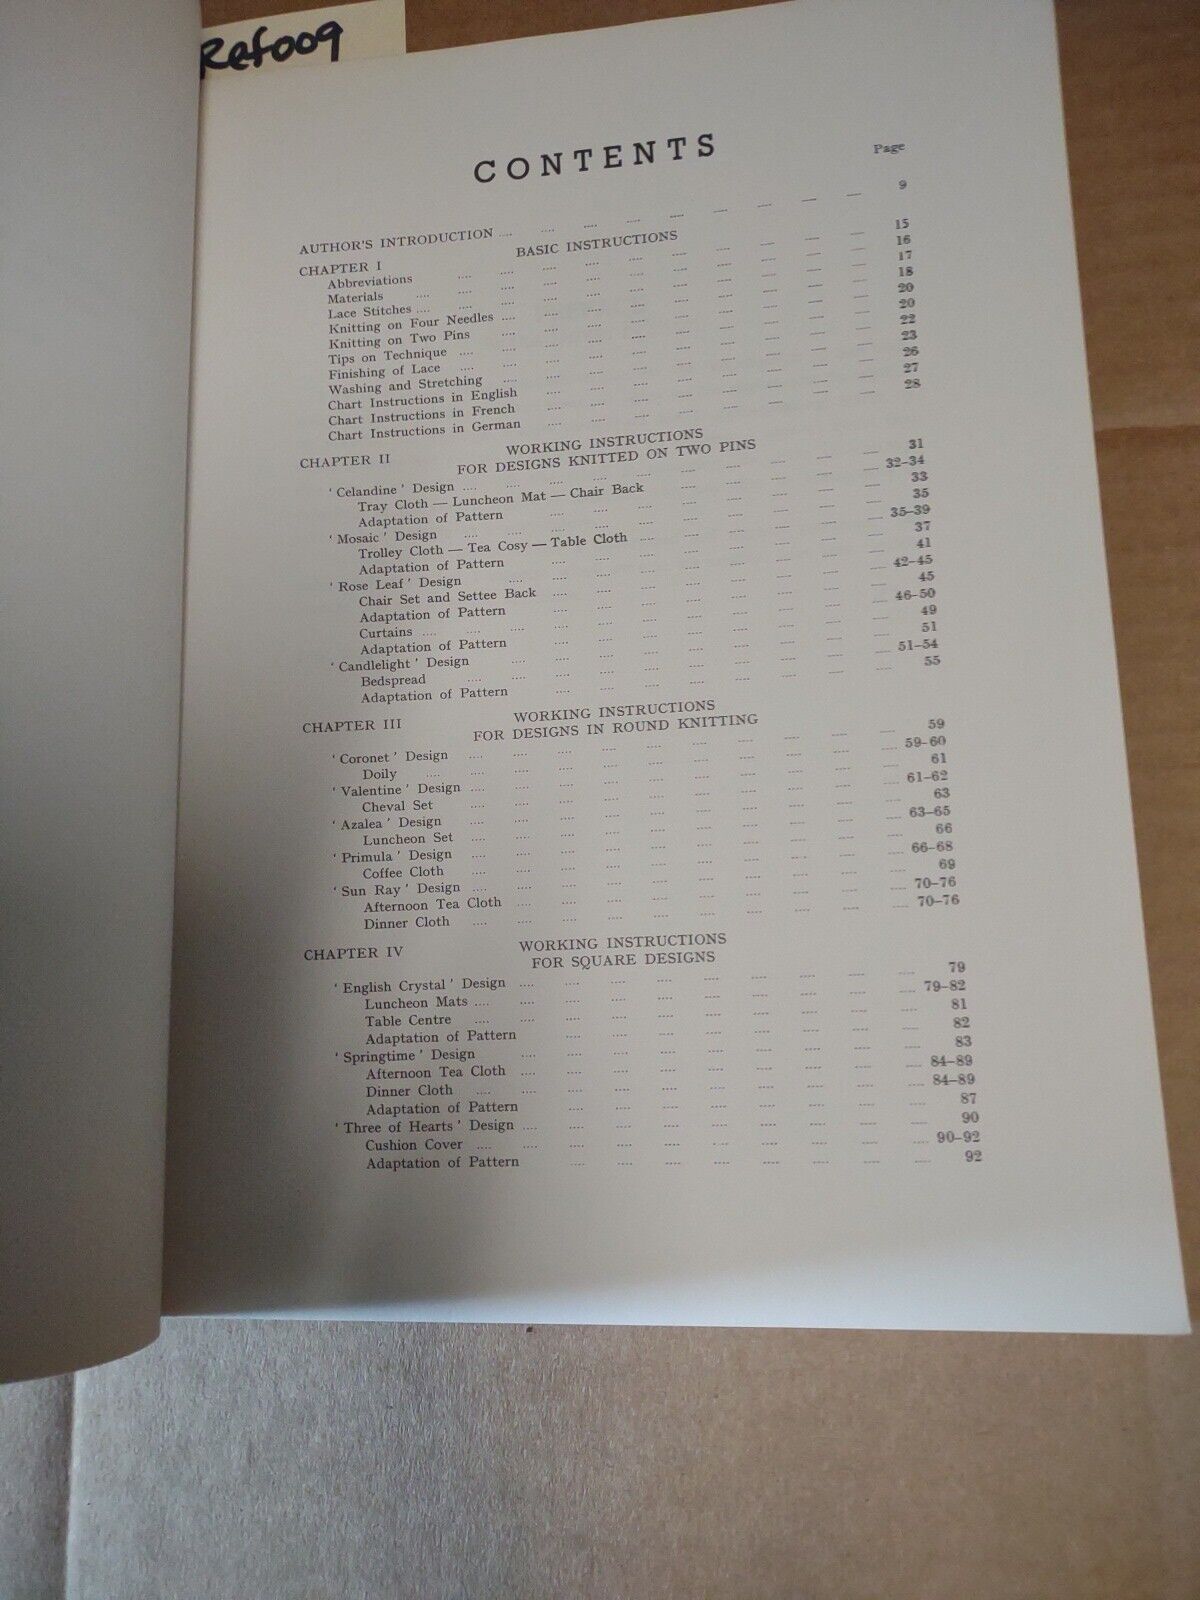 Ref009
CONTENTS
Page
AUTHOR'S INTRODUCTION .... 9
CHAPTER I BASIC INSTRUCTIONS
Abbreviations .... 15
Materials .... 16
Lace Stitches .... 17
Knitting on Four Needles .... 18
Knitting on Two Pins .... 20
Tips on Technique .... 20
Finishing of Lace .... 22
Washing and Stretching .... 23
Chart Instructions in English .... 26
Chart Instructions in French .... 27
Chart Instructions in German .... 28
CHAPTER II WORKING INSTRUCTIONS
FOR DESIGNS KNITTED ON TWO PINS
‘Celandine’ Design .... 31
Tray Cloth — Luncheon Mat — Chair Back .... 32–34
Adaptation of Pattern .... 33
‘Mosaic’ Design .... 35
Trolley Cloth — Tea Cosy — Table Cloth .... 35–39
Adaptation of Pattern .... 37
‘Rose Leaf’ Design .... 41
Chair Set and Settee Back .... 42–45
Adaptation of Pattern .... 45
Curtains .... 46–50
Adaptation of Pattern .... 49
‘Candlelight’ Design .... 51
Bedspread .... 51–54
Adaptation of Pattern .... 55
CHAPTER III WORKING INSTRUCTIONS
FOR DESIGNS IN ROUND KNITTING
‘Coronet’ Design .... 59
Doily .... 59–60
‘Valentine’ Design .... 61
Cheval Set .... 61–62
‘Azalea’ Design .... 63
Luncheon Set .... 63–65
‘Primula’ Design .... 66
Coffee Cloth .... 66–68
‘Sun Ray’ Design .... 69
Afternoon Tea Cloth .... 70–76
Dinner Cloth .... 70–76
CHAPTER IV WORKING INSTRUCTIONS
FOR SQUARE DESIGNS
‘English Crystal’ Design .... 79
Luncheon Mats .... 79–82
Table Centre .... 81
Adaptation of Pattern .... 82
‘Springtime’ Design .... 83
Afternoon Tea Cloth .... 84–89
Dinner Cloth .... 84–89
Adaptation of Pattern .... 87
‘Three of Hearts’ Design .... 90
Cushion Cover .... 90–92
Adaptation of Pattern .... 92